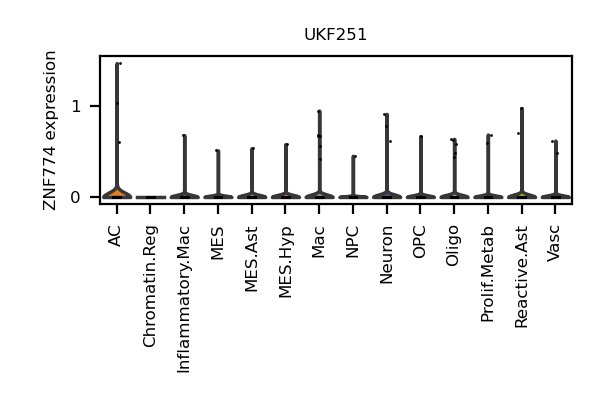 UKF251
ZNF774 expression
1
0
AC
Chromatin.Reg
Inflammatory.Mac
MES
MES.Ast
MES.Hyp
Mac
NPC
Neuron
OPC
Oligo
Prolif.Metab
Reactive.Ast
Vasc